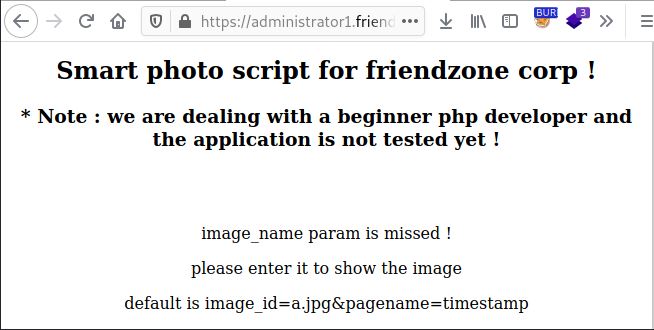 https://administrator1.friend
BUR
3
Smart photo script for friendzone corp !
* Note : we are dealing with a beginner php developer and
the application is not tested yet !
image_name param is missed !
please enter it to show the image
default is image_id=a.jpg&pagename=timestamp